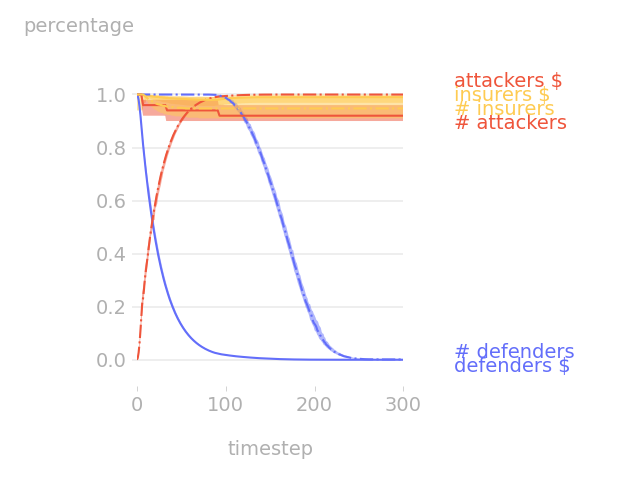 percentage
attackers $
insurers $
# insurers
# attackers
1.0
0.8
0.6
0.4
0.2
0.0
# defenders
defenders $
0 100 200 300
timestep